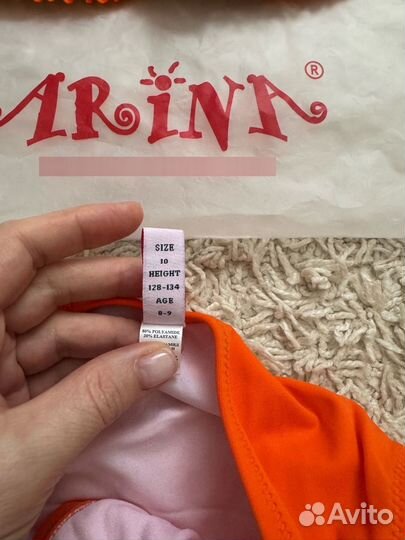 ARINA ®
SIZE
10
HEIGHT
128-134
AGE
8-9
80% POLYAMIDE
20% ELASTANE
Avito